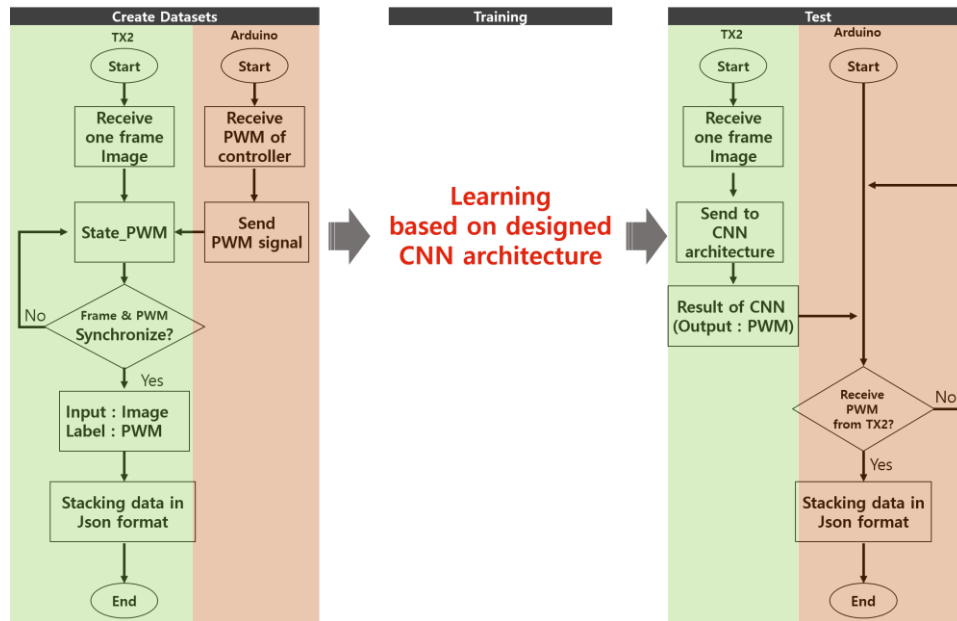 Create Datasets
TX2
Arduino
Start
Start
Receive
one frame
Image
Receive
PWM of
controller
State_PWM
Send
PWM signal
No
Frame & PWM
Synchronize?
Yes
Input : Image
Label : PWM
Stacking data in
Json format
End
Training
Learning
based on designed
CNN architecture
Test
TX2
Arduino
Start
Start
Receive
one frame
Image
Send to
CNN
architecture
Result of CNN
(Output : PWM)
Receive
PWM
from TX2?
No
Yes
Stacking data in
Json format
End